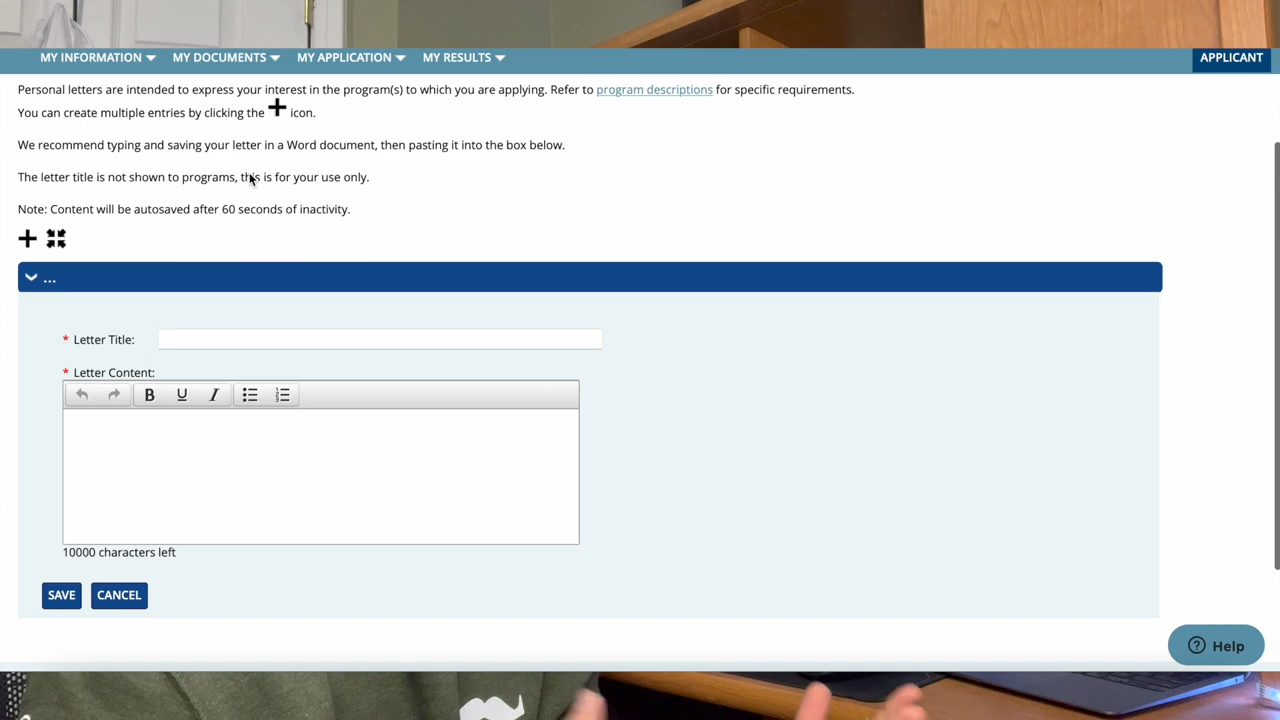 MY INFORMATION MY DOCUMENTS MY APPLICATION MY RESULTS APPLICANT
Personal letters are intended to express your interest in the program(s) to which you are applying. Refer to program descriptions for specific requirements.
You can create multiple entries by clicking the + icon.
We recommend typing and saving your letter in a Word document, then pasting it into the box below.
The letter title is not shown to programs, this is for your use only.
Note: Content will be autosaved after 60 seconds of inactivity.
...
* Letter Title:
* Letter Content:
B U I
10000 characters left
SAVE CANCEL
Help